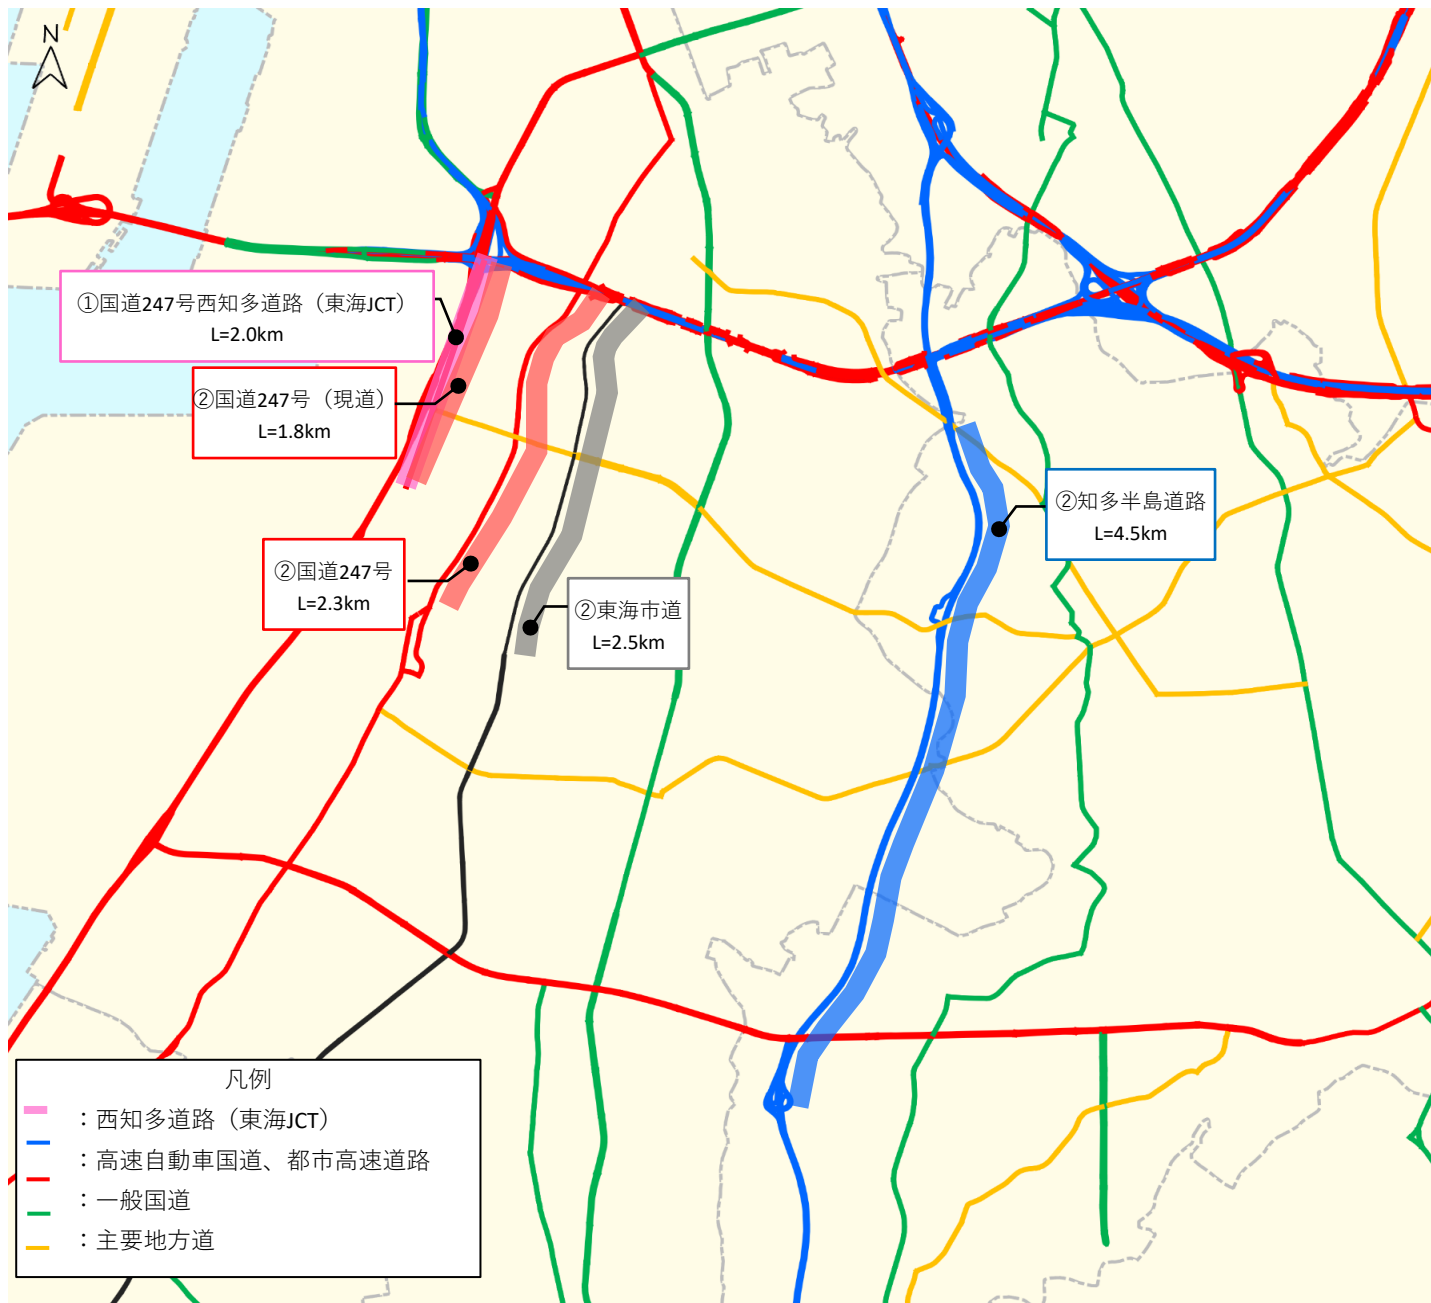 N
①国道247号西知多道路（東海JCT）
L=2.0km
②国道247号（現道）
L=1.8km
②知多半島道路
L=4.5km
②国道247号
L=2.3km
②東海市道
L=2.5km
凡例
：西知多道路（東海JCT）
：高速自動車国道、都市高速道路
：一般国道
：主要地方道